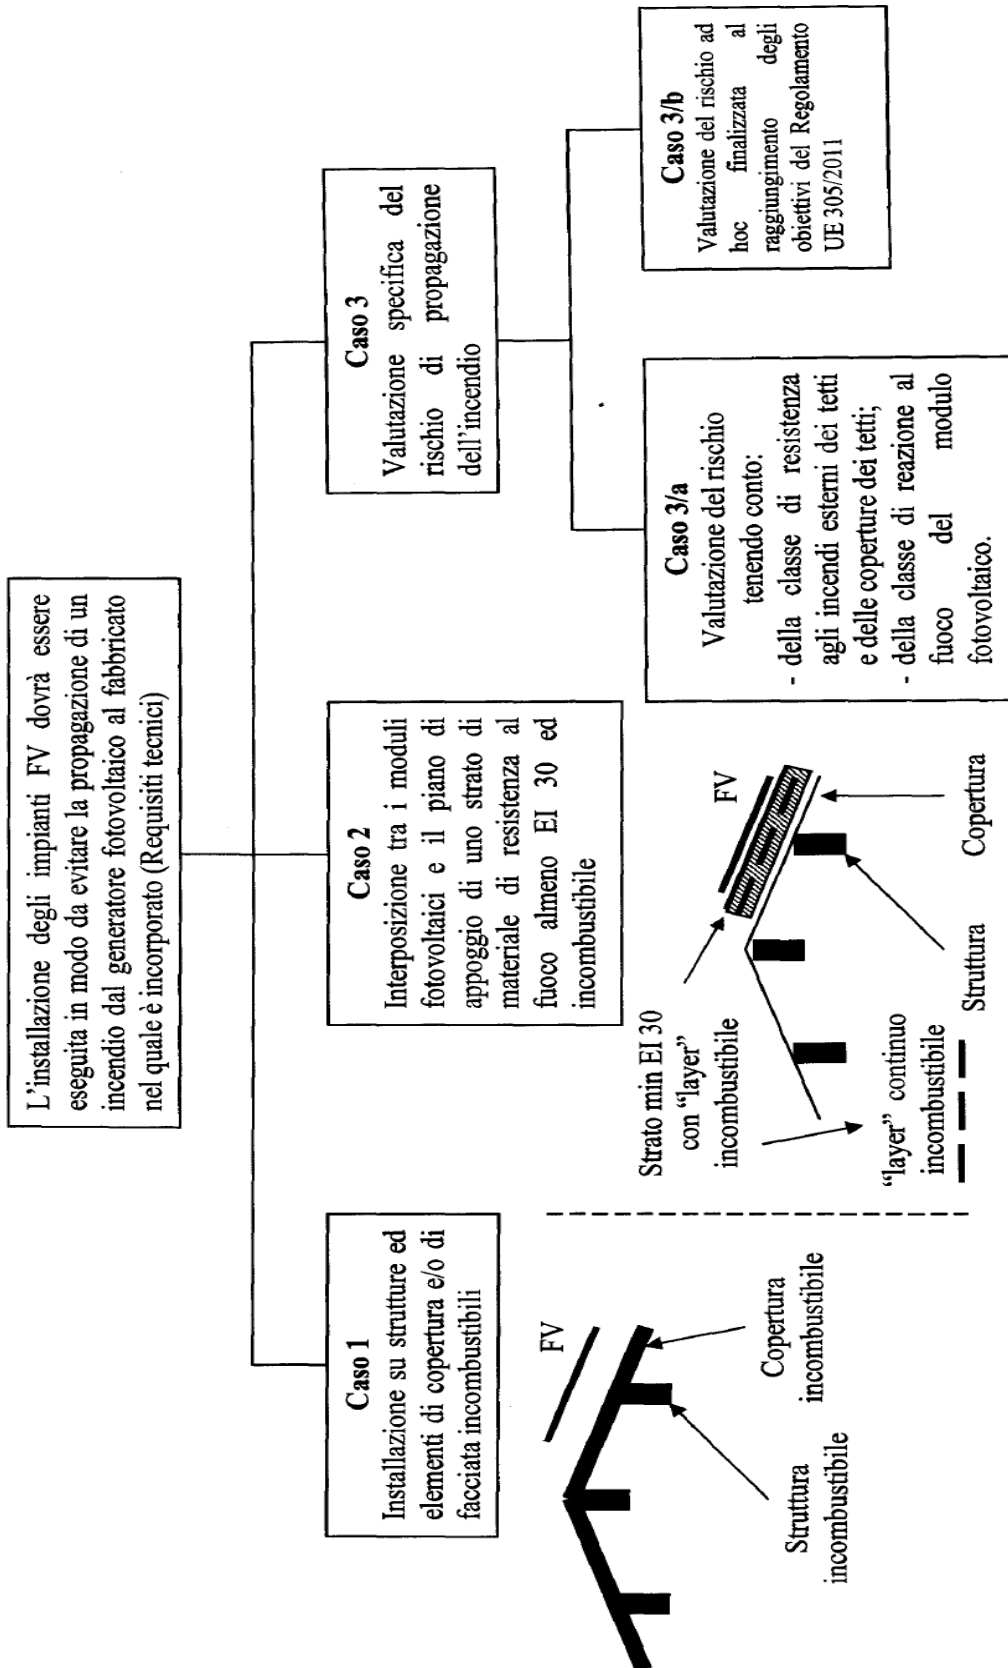 L'installazione degli impianti FV dovrà essere
eseguita in modo da evitare la propagazione di un
incendio dal generatore fotovoltaico al fabbricato
nel quale è incorporato (Requisiti tecnici)
Caso 1
Installazione su strutture ed
elementi di copertura e/o di
facciata incombustibili
Caso 2
Interposizione tra i moduli
fotovoltaici e il piano di
appoggio di uno strato di
materiale di resistenza al
fuoco almeno EI 30 ed
incombustibile
Caso 3
Valutazione specifica del
rischio di propagazione
dell'incendio
FV
Copertura
incombustibile
Struttura
incombustibile
Strato min EI 30
con "layer"
incombustibile
FV
"layer" continuo
incombustibile
Struttura
Copertura
Caso 3/a
Valutazione del rischio
tenendo conto:
- della classe di resistenza
agli incendi esterni dei tetti
e delle coperture dei tetti;
- della classe di reazione al
fuoco del modulo
fotovoltaico.
Caso 3/b
Valutazione del rischio ad
hoc finalizzata al
raggiungimento degli
obiettivi del Regolamento
UE 305/2011